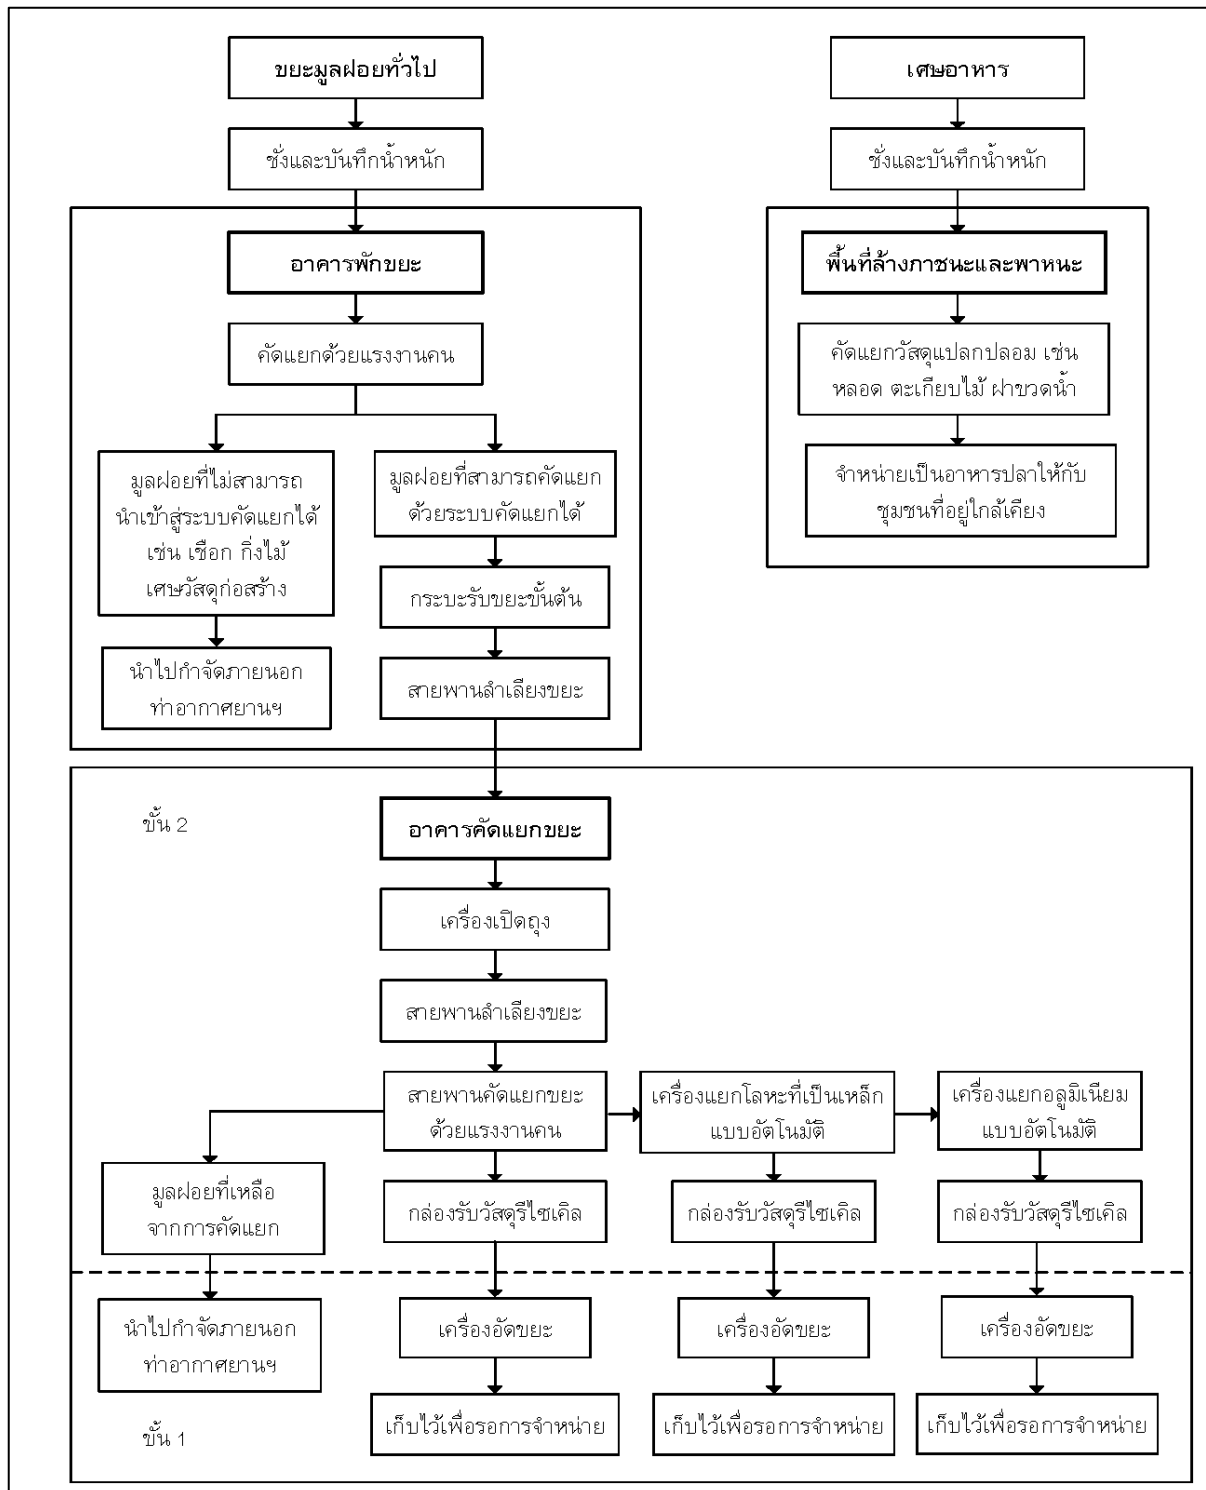 ขยะมูลฝอยทั่วไป
ชั่งและบันทึกน้ำหนัก
อาคารพักขยะ
คัดแยกด้วยแรงงานคน
มูลฝอยที่ไม่สามารถ
นำเข้าสู่ระบบคัดแยกได้
เช่น เชือก กิ่งไม้
เศษวัสดุก่อสร้าง
นำไปกำจัดภายนอก
ท่าอากาศยานฯ
มูลฝอยที่สามารถคัดแยก
ด้วยระบบคัดแยกได้
กระบะรับขยะขั้นต้น
สายพานลำเลียงขยะ
เศษอาหาร
ชั่งและบันทึกน้ำหนัก
พื้นที่ล้างภาชนะและพาหนะ
คัดแยกวัสดุแปลกปลอม เช่น
หลอด ตะเกียบไม้ ฝาขวดน้ำ
จำหน่ายเป็นอาหารปลาให้กับ
ชุมชนที่อยู่ใกล้เคียง
ขั้น 2
อาคารคัดแยกขยะ
เครื่องเปิดถุง
สายพานลำเลียงขยะ
สายพานคัดแยกขยะ
ด้วยแรงงานคน
เครื่องแยกโลหะที่เป็นเหล็ก
แบบอัตโนมัติ
เครื่องแยกอลูมิเนียม
แบบอัตโนมัติ
มูลฝอยที่เหลือ
จากการคัดแยก
กล่องรับวัสดุรีไซเคิล
กล่องรับวัสดุรีไซเคิล
กล่องรับวัสดุรีไซเคิล
นำไปกำจัดภายนอก
ท่าอากาศยานฯ
เครื่องอัดขยะ
เครื่องอัดขยะ
เครื่องอัดขยะ
เก็บไว้เพื่อรอการจำหน่าย
เก็บไว้เพื่อรอการจำหน่าย
เก็บไว้เพื่อรอการจำหน่าย
ขั้น 1